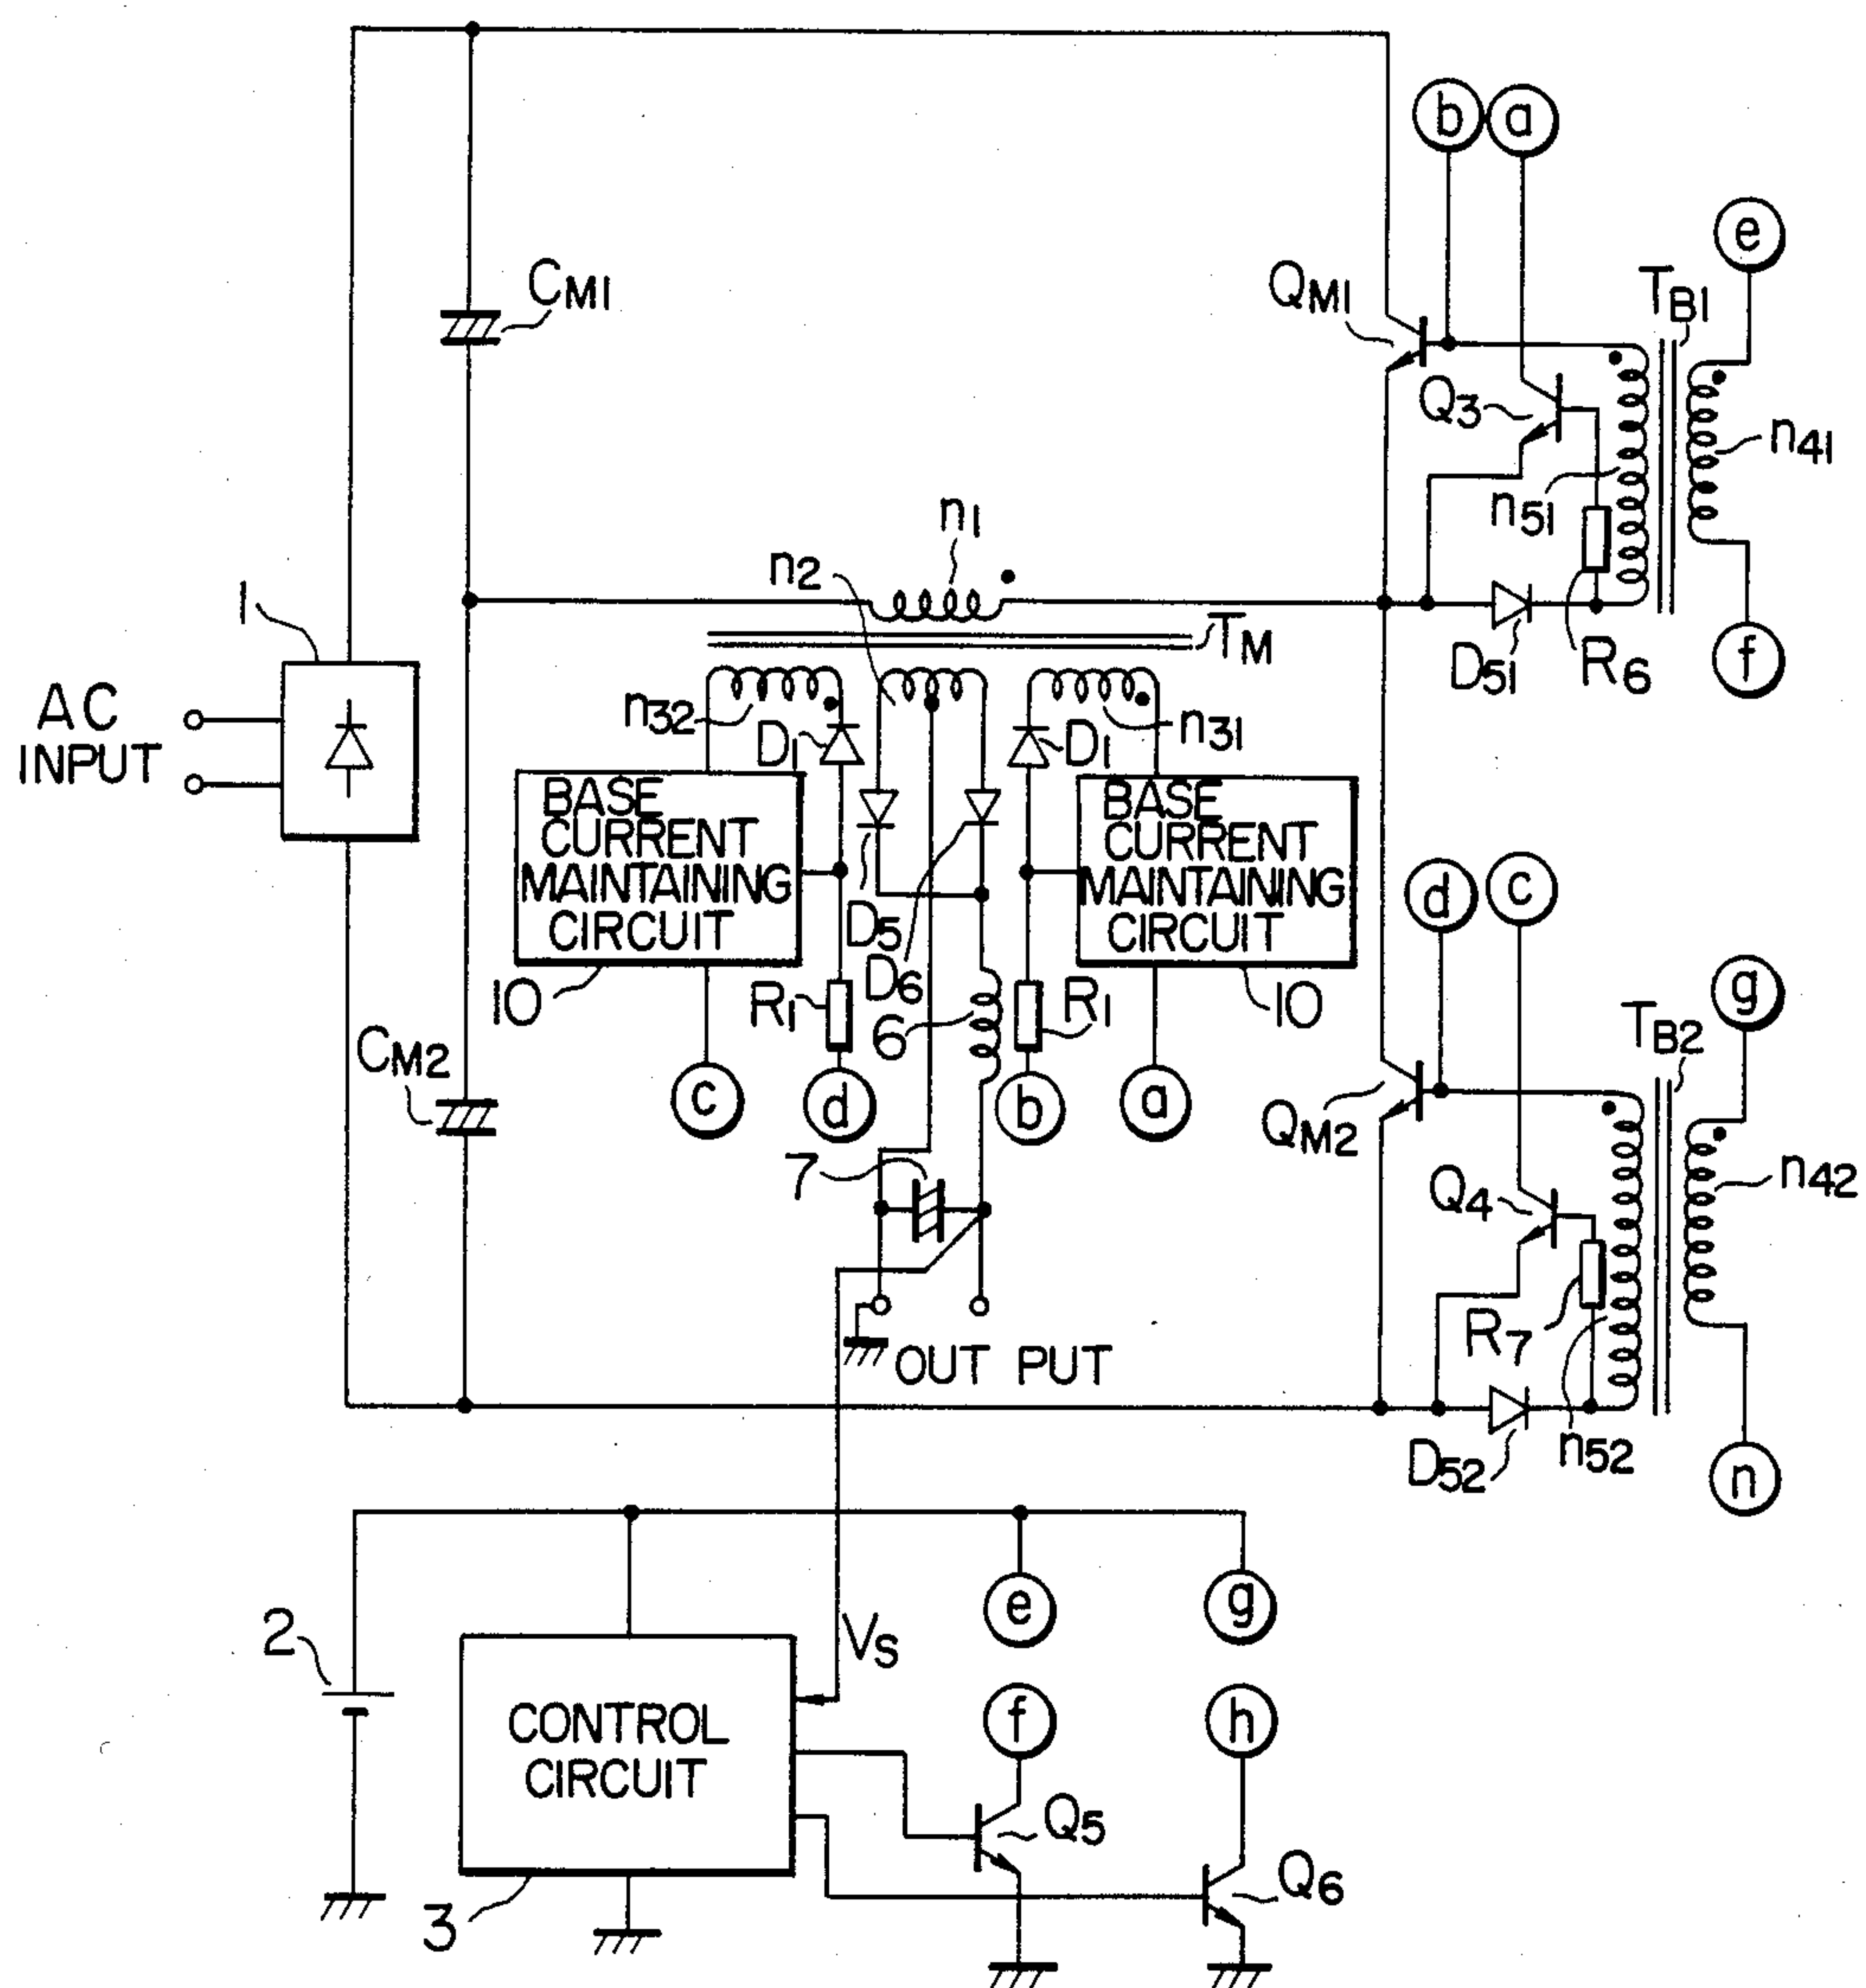 b
a
e
CM1
QM1
TB1
Q3
n41
n51
n1
n2
1
TM
D51
R6
f
AC
INPUT
n32
D1
D1
n31
BASE
CURRENT
MAINTAINING
CIRCUIT
BASE
CURRENT
MAINTAINING
CIRCUIT
D5
D6
d
c
g
10
R1
6
R1
10
CM2
TB2
c
d
b
a
QM2
7
Q4
n42
R7
OUT PUT
D52
n52
n
2
e
g
VS
CONTROL
CIRCUIT
f
h
Q5
Q6
3